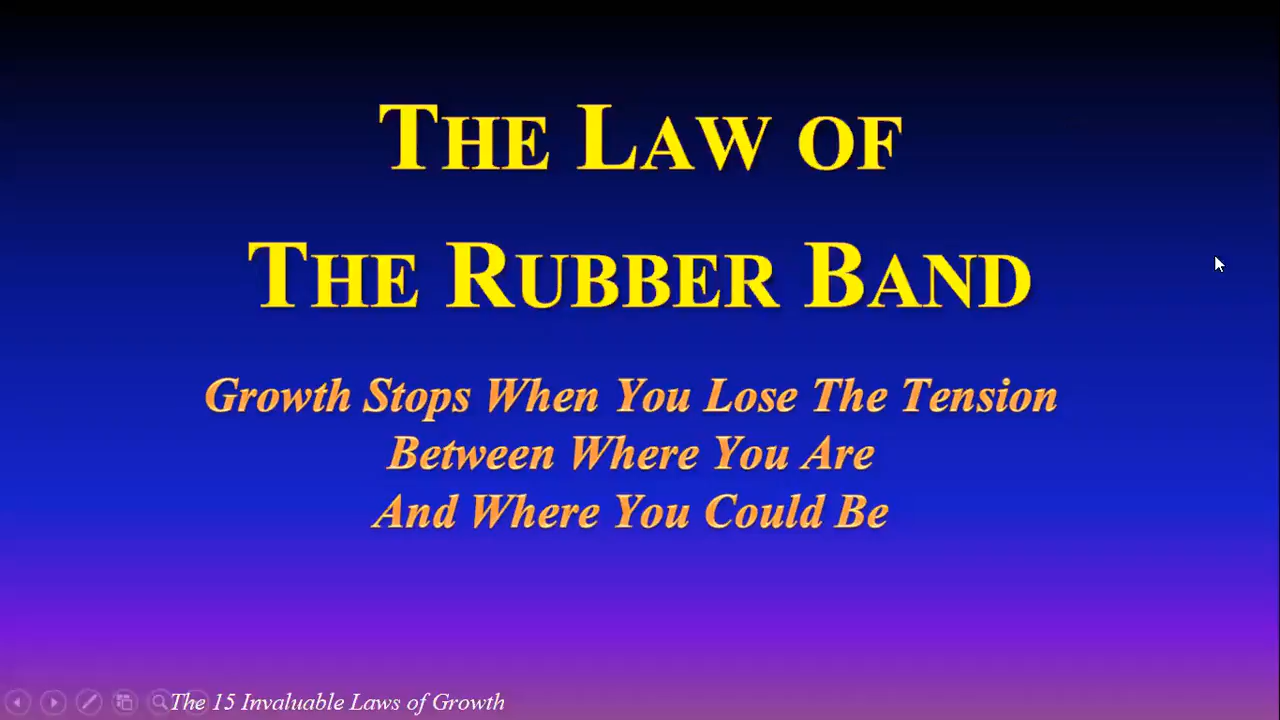 THE LAW OF
THE RUBBER BAND
Growth Stops When You Lose The Tension
Between Where You Are
And Where You Could Be
The 15 Invaluable Laws of Growth